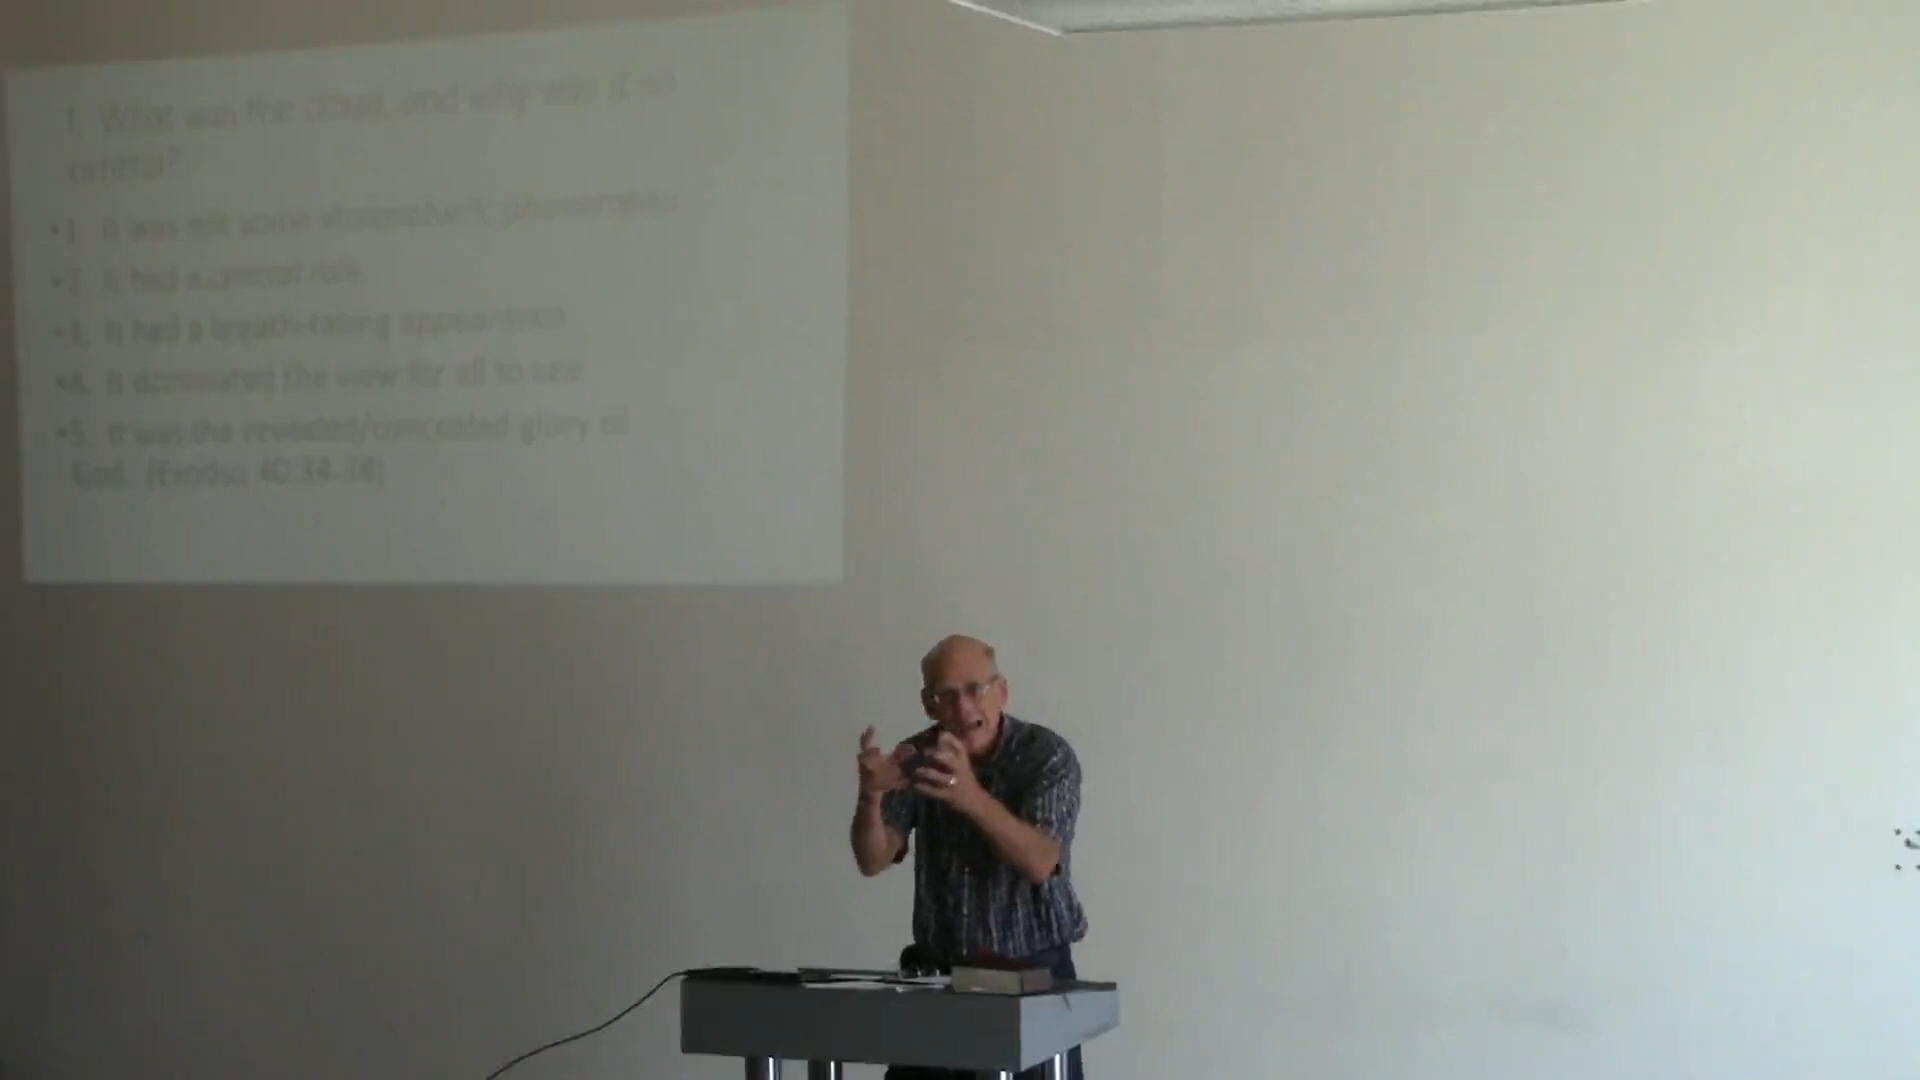 1. What was the cloud, and why was it so
central?
•1. It was not some atmospheric phenomenon
•2. It had a central role
•3. It had a breath-taking appearance
•4. It dominated the view for all to see
•5. It was the revealed/concealed glory of
God. (Exodus 40:34-38)